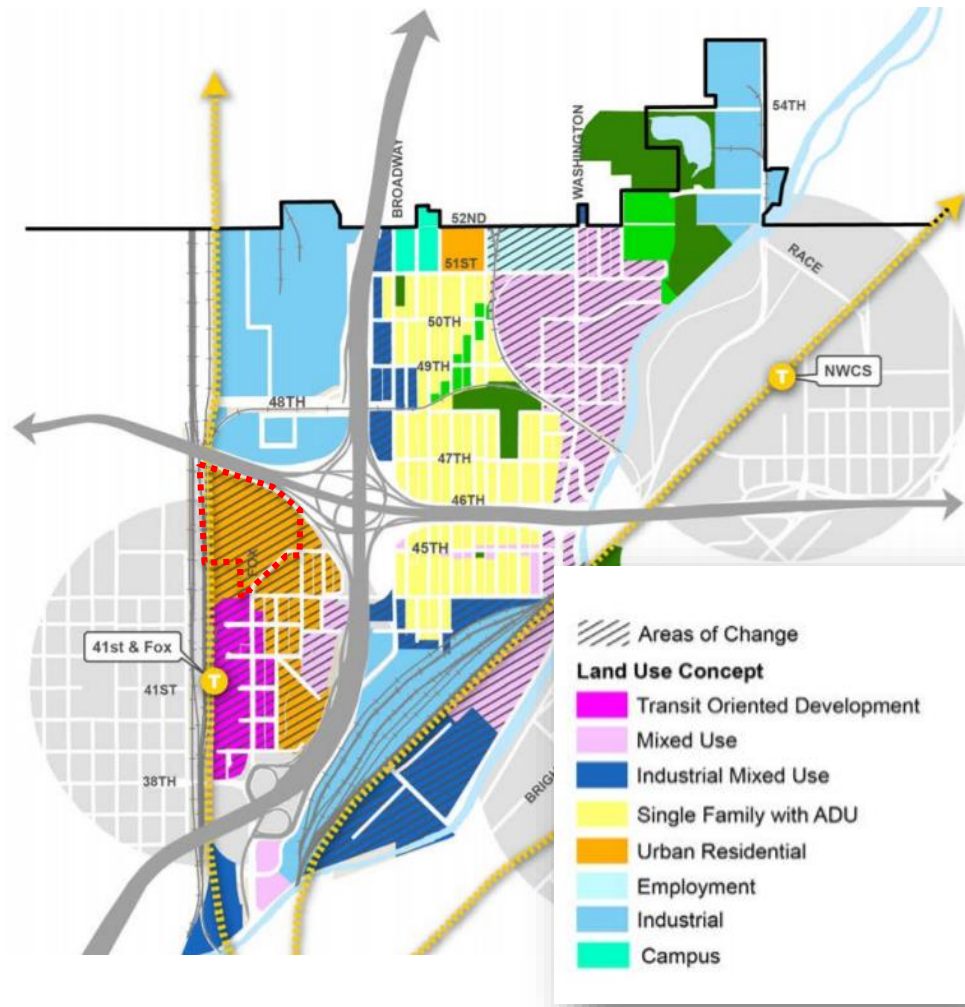 54TH
WASHINGTON
BROADWAY
52ND
51ST
RACE
50TH
49TH
NWCS
48TH
47TH
46TH
45TH
FOX
41st & Fox
T
T
41ST
38TH
BRIGH
Areas of Change
Land Use Concept
Transit Oriented Development
Mixed Use
Industrial Mixed Use
Single Family with ADU
Urban Residential
Employment
Industrial
Campus